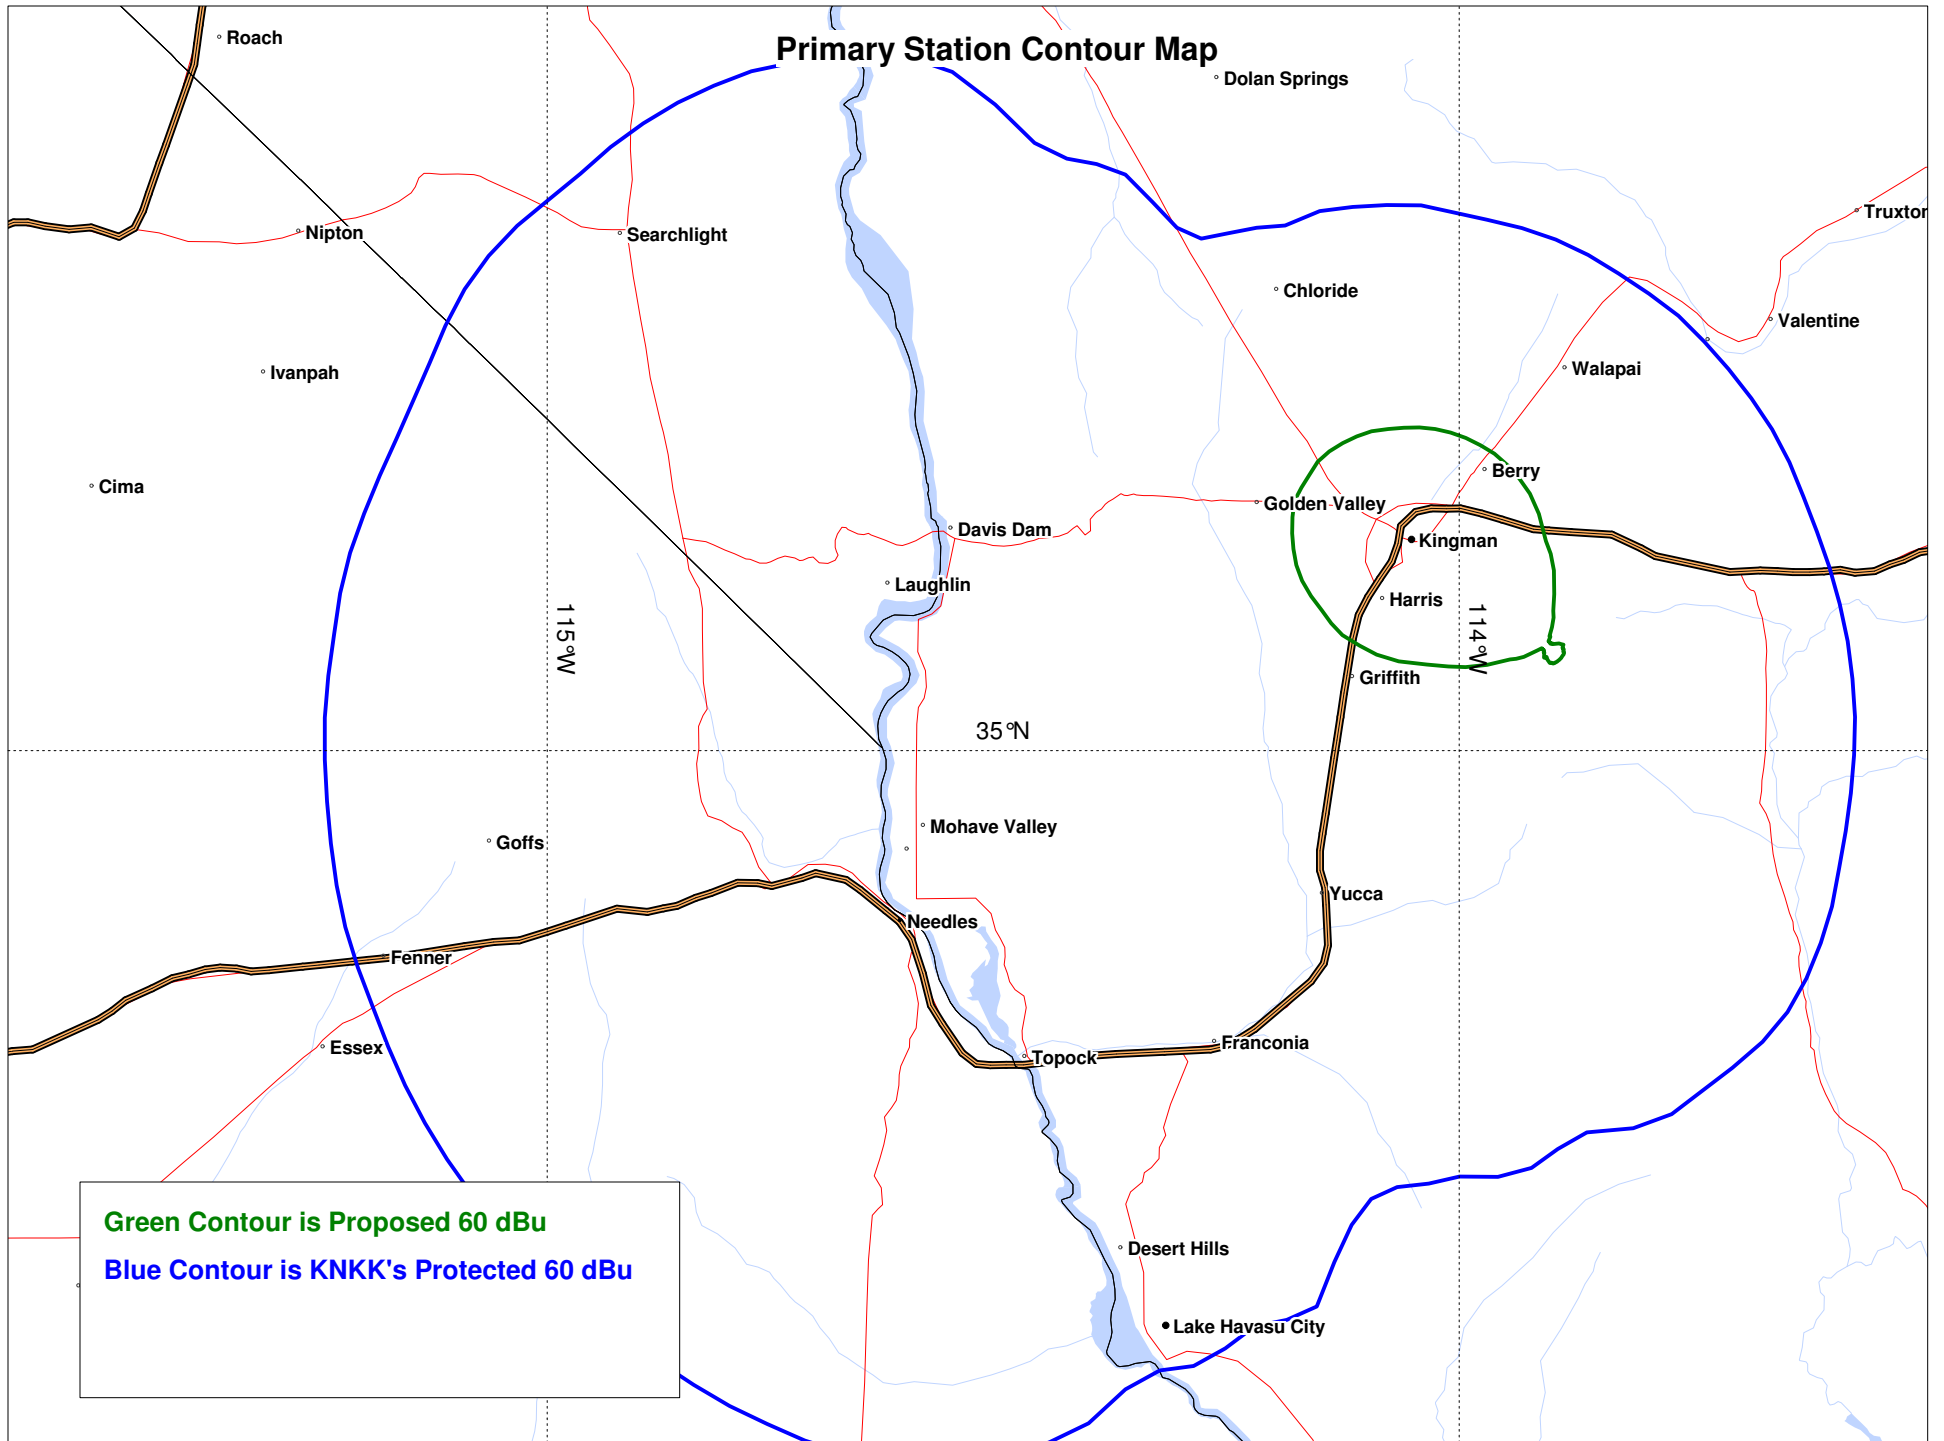 Roach
Primary Station Contour Map
Dolan Springs
Truxton
Nipton
Searchlight
Chloride
Valentine
Ivanpah
Walapai
Berry
Cima
Golden Valley
Davis Dam
Kingman
Laughlin
Harris
115°W
114°W
Griffith
35°N
Mohave Valley
Goffs
Yucca
Needles
Fenner
Franconia
Essex
Topock
Green Contour is Proposed 60 dBu
Desert Hills
Blue Contour is KNKK's Protected 60 dBu
Lake Havasu City